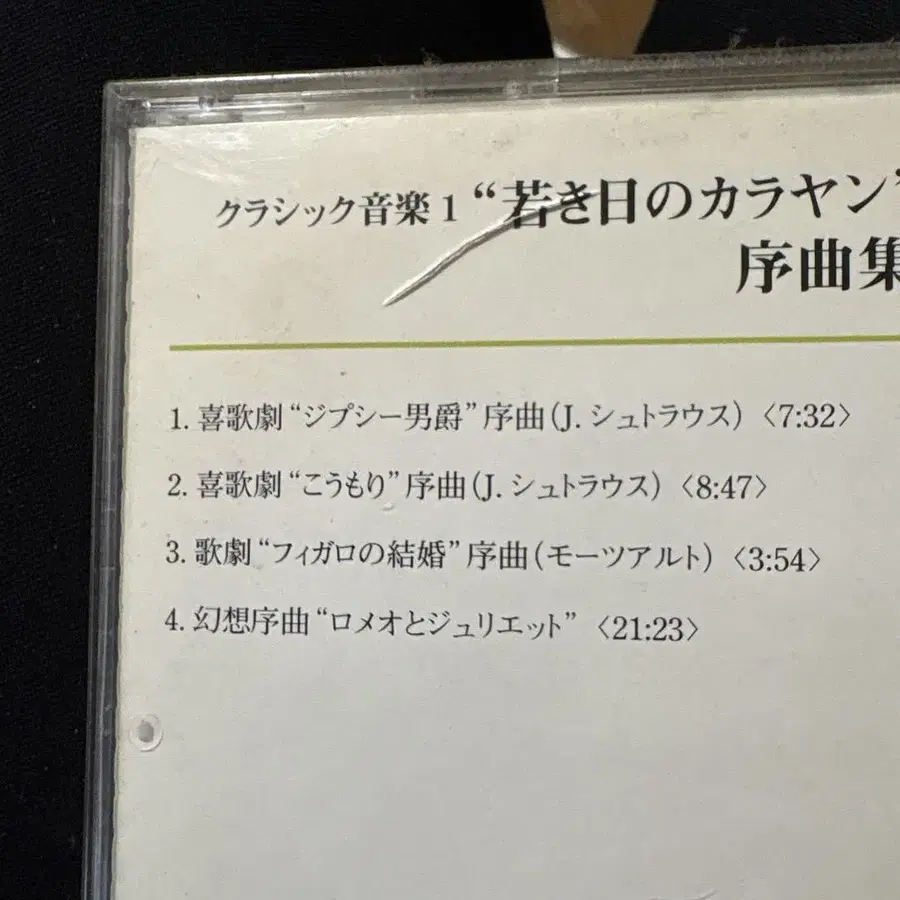 クラシック音楽1 “若き日のカラヤン”
序曲集
1. 喜歌劇“ジプシー男爵”序曲(J. シュトラウス) 〈7:32〉
2. 喜歌劇“こうもり”序曲(J. シュトラウス) 〈8:47〉
3. 歌劇“フィガロの結婚”序曲(モーツアルト) 〈3:54〉
4. 幻想序曲“ロメオとジュリエット” 〈21:23〉